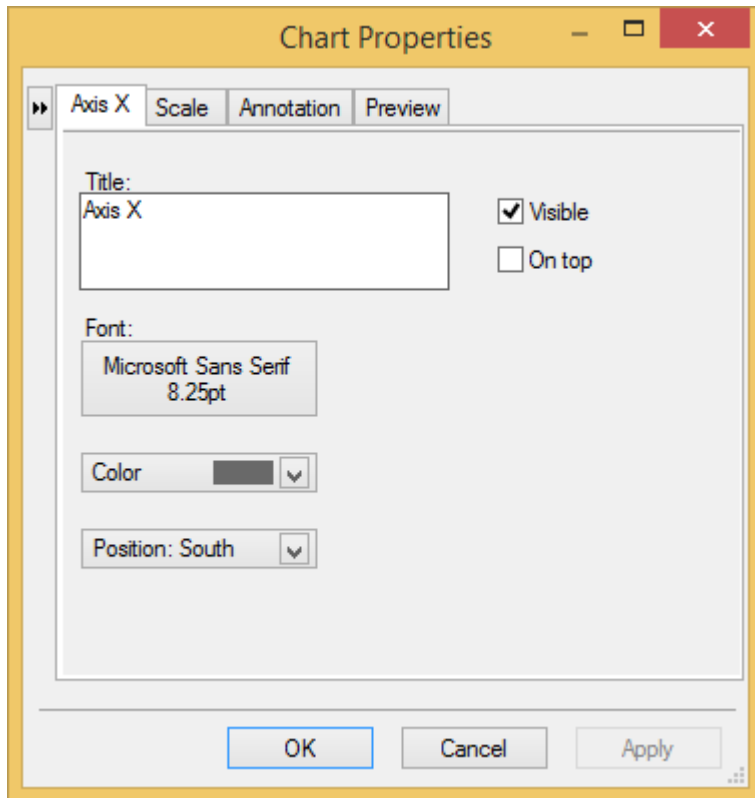 Chart Properties
Axis X Scale Annotation Preview
Title:
Axis X
Visible
On top
Font:
Microsoft Sans Serif
8.25pt
Color
Position: South
OK Cancel Apply